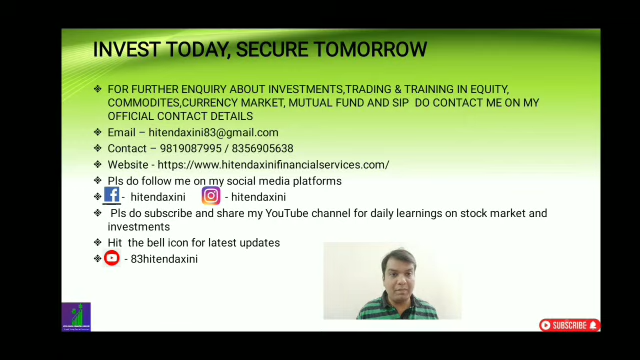 INVEST TODAY, SECURE TOMORROW
FOR FURTHER ENQUIRY ABOUT INVESTMENTS,TRADING & TRAINING IN EQUITY,
COMMODITES,CURRENCY MARKET, MUTUAL FUND AND SIP DO CONTACT ME ON MY
OFFICIAL CONTACT DETAILS
Email – hitendaxini83@gmail.com
Contact – 9819087995 / 8356905638
Website - https://www.hitendaxinifinancialservices.com/
Pls do follow me on my social media platforms
- hitendaxini - hitendaxini
Pls do subscribe and share my YouTube channel for daily learnings on stock market and
investments
Hit the bell icon for latest updates
- 83hitendaxini
SUBSCRIBE